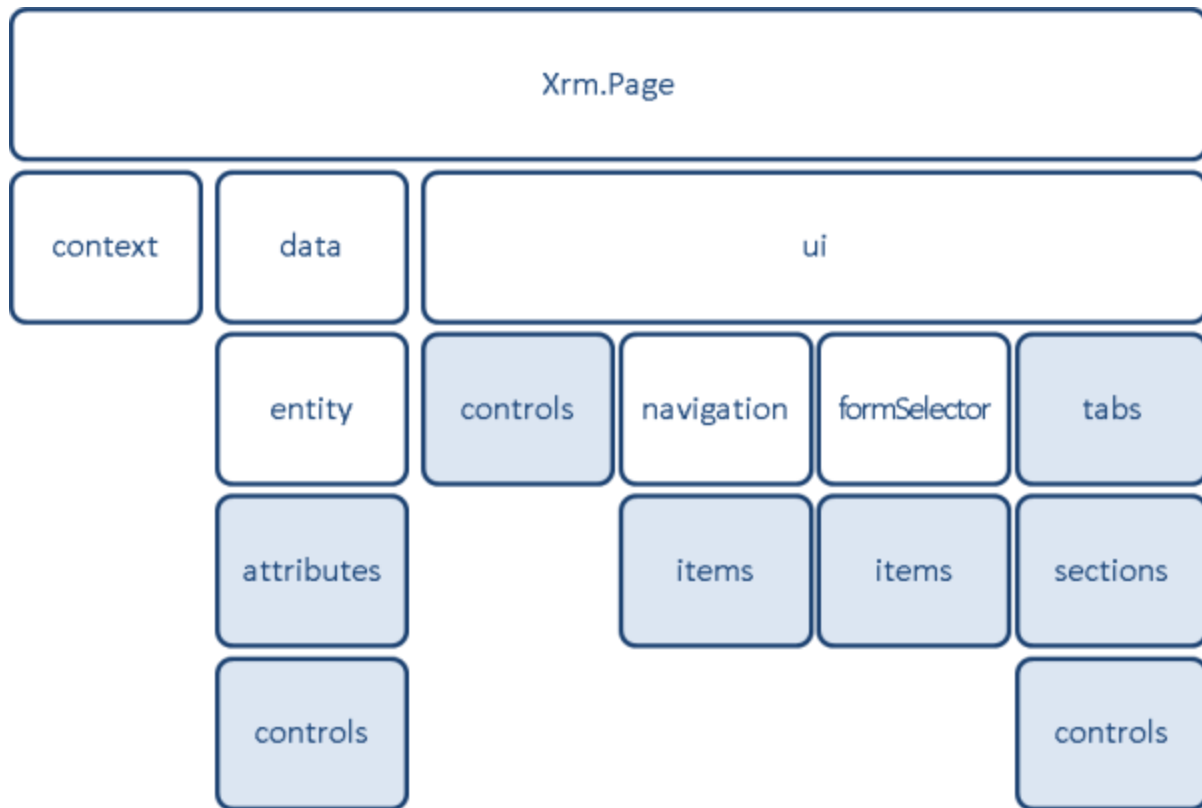 Xrm.Page
context
data
ui
entity
controls
navigation
formSelector
tabs
attributes
items
items
sections
controls
controls